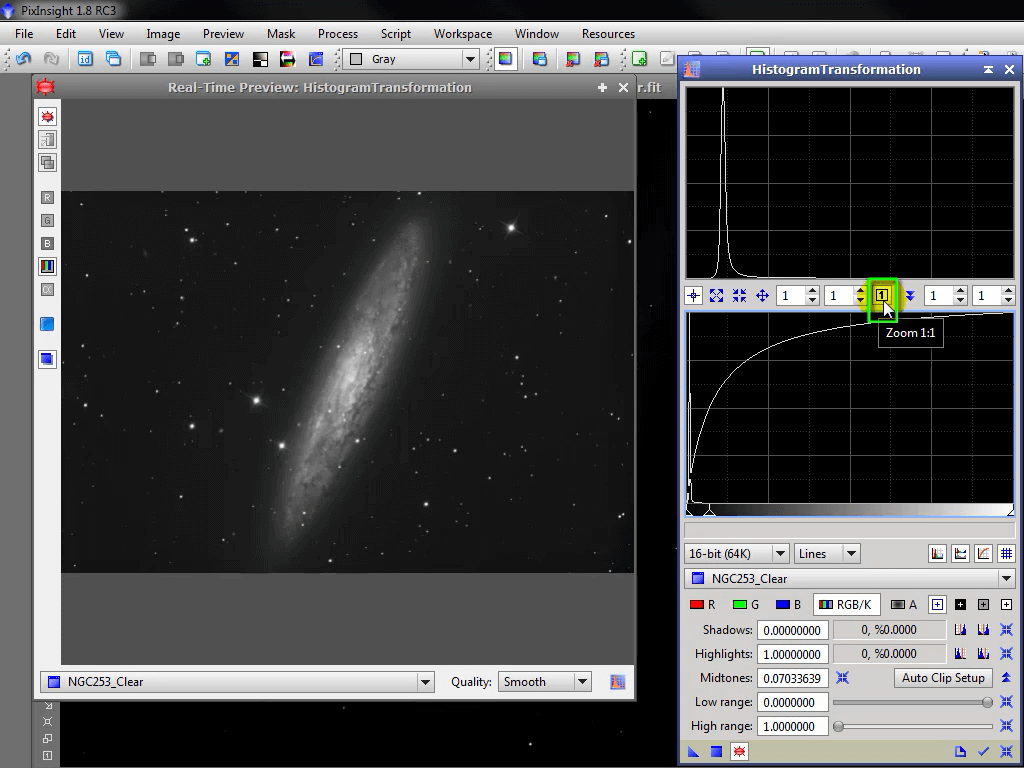 PixInsight 1.8 RC3
File Edit View Image Preview Mask Process Script Workspace Window Resources
id Gray
HistogramTransformation
Real-Time Preview: HistogramTransformation r.fit
R
G
B
α
1 1 1 1 1
Zoom 1:1
16-bit (64K) Lines
NGC253_Clear
R G B RGB/K A
Shadows: 0.00000000 0, %0.0000
Highlights: 1.00000000 0, %0.0000
Midtones: 0.07033639 Auto Clip Setup
Low range: 0.0000000
High range: 1.0000000
NGC253_Clear Quality: Smooth
1